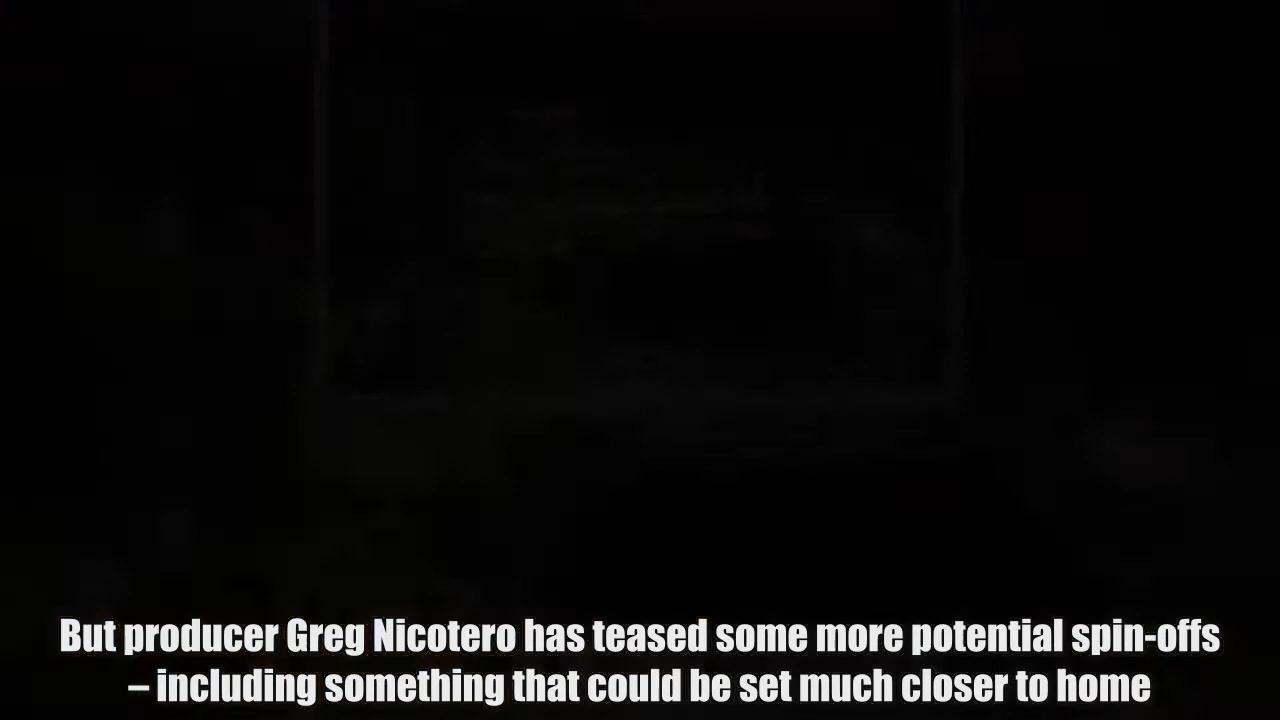 But producer Greg Nicotero has teased some more potential spin-offs
– including something that could be set much closer to home